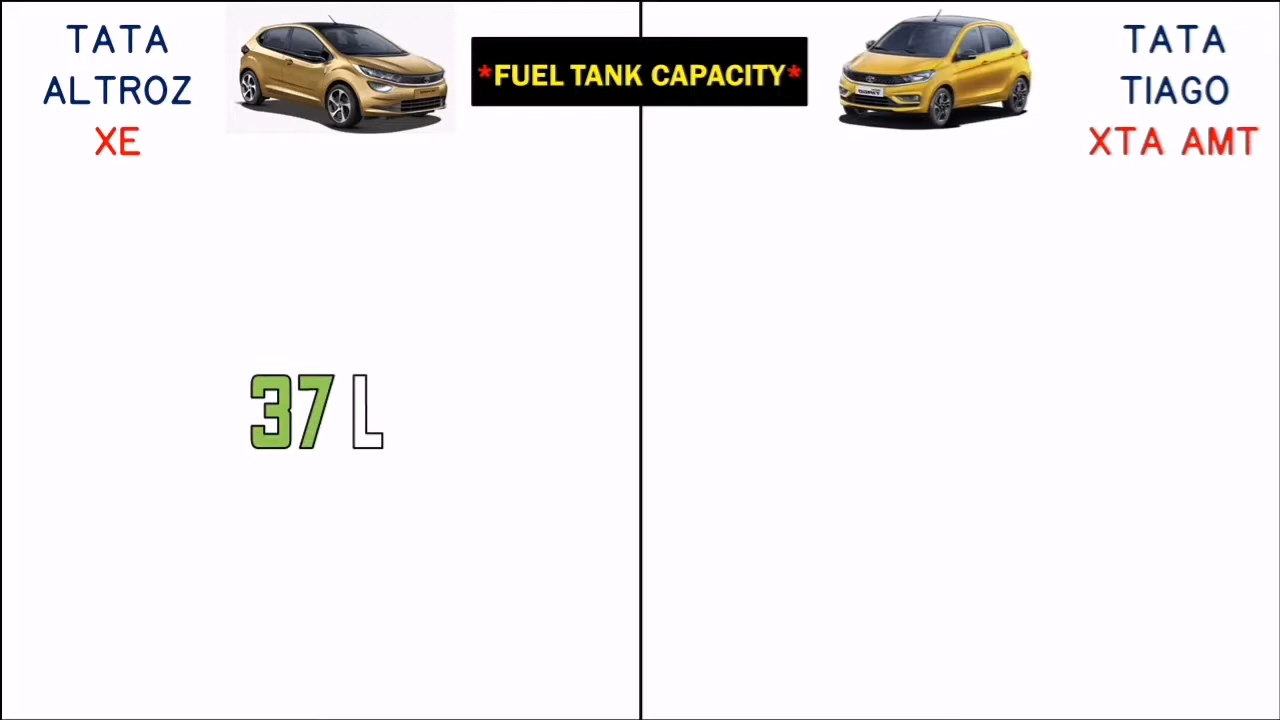 TATA
ALTROZ
XE
*FUEL TANK CAPACITY*
TATA
TIAGO
XTA AMT
37 L